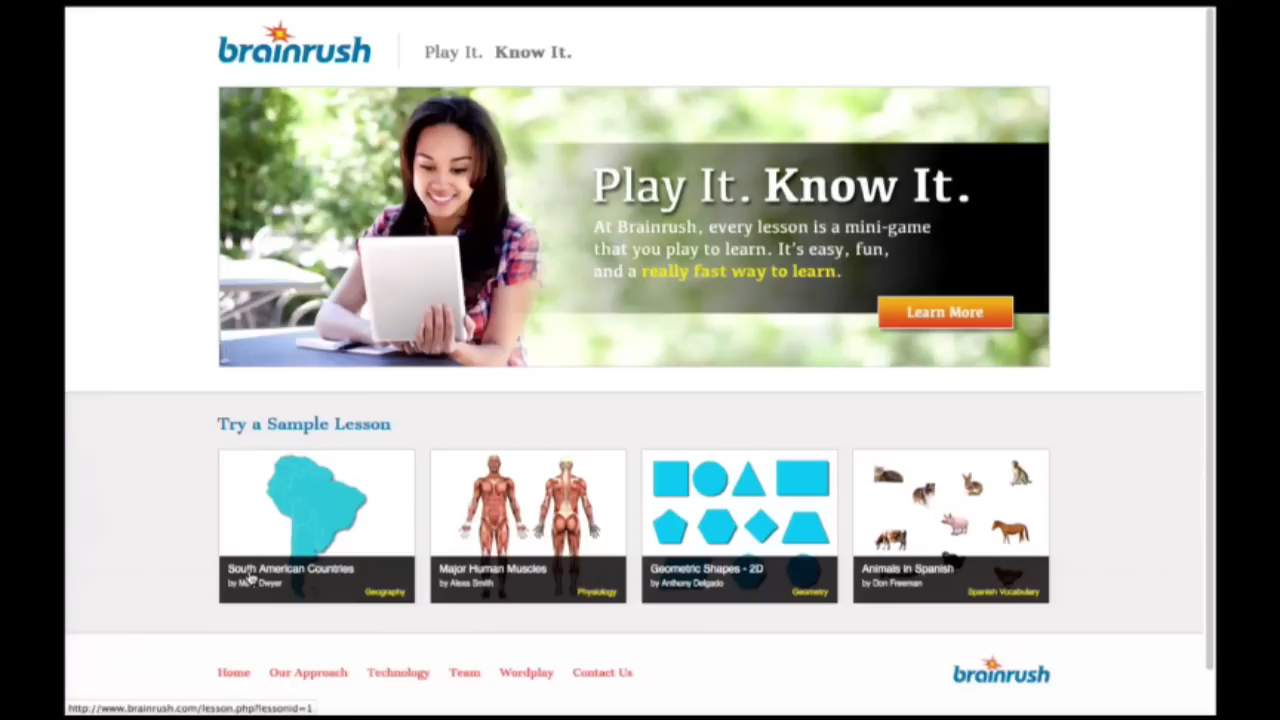 brainrush
Play It. Know It.
Play It. Know It.
At Brainrush, every lesson is a mini-game
that you play to learn. It's easy, fun,
and a really fast way to learn.
Learn More
Try a Sample Lesson
South American Countries
by Dwyer
Geography
Major Human Muscles
by Alexa Smith
Physiology
Geometric Shapes - 2D
by Anthony Delgado
Geometry
Animals in Spanish
by Don Freeman
Spanish Vocabulary
Home Our Approach Technology Team Wordplay Contact Us
brainrush
http://www.brainrush.com/lesson.php?lessonid=1